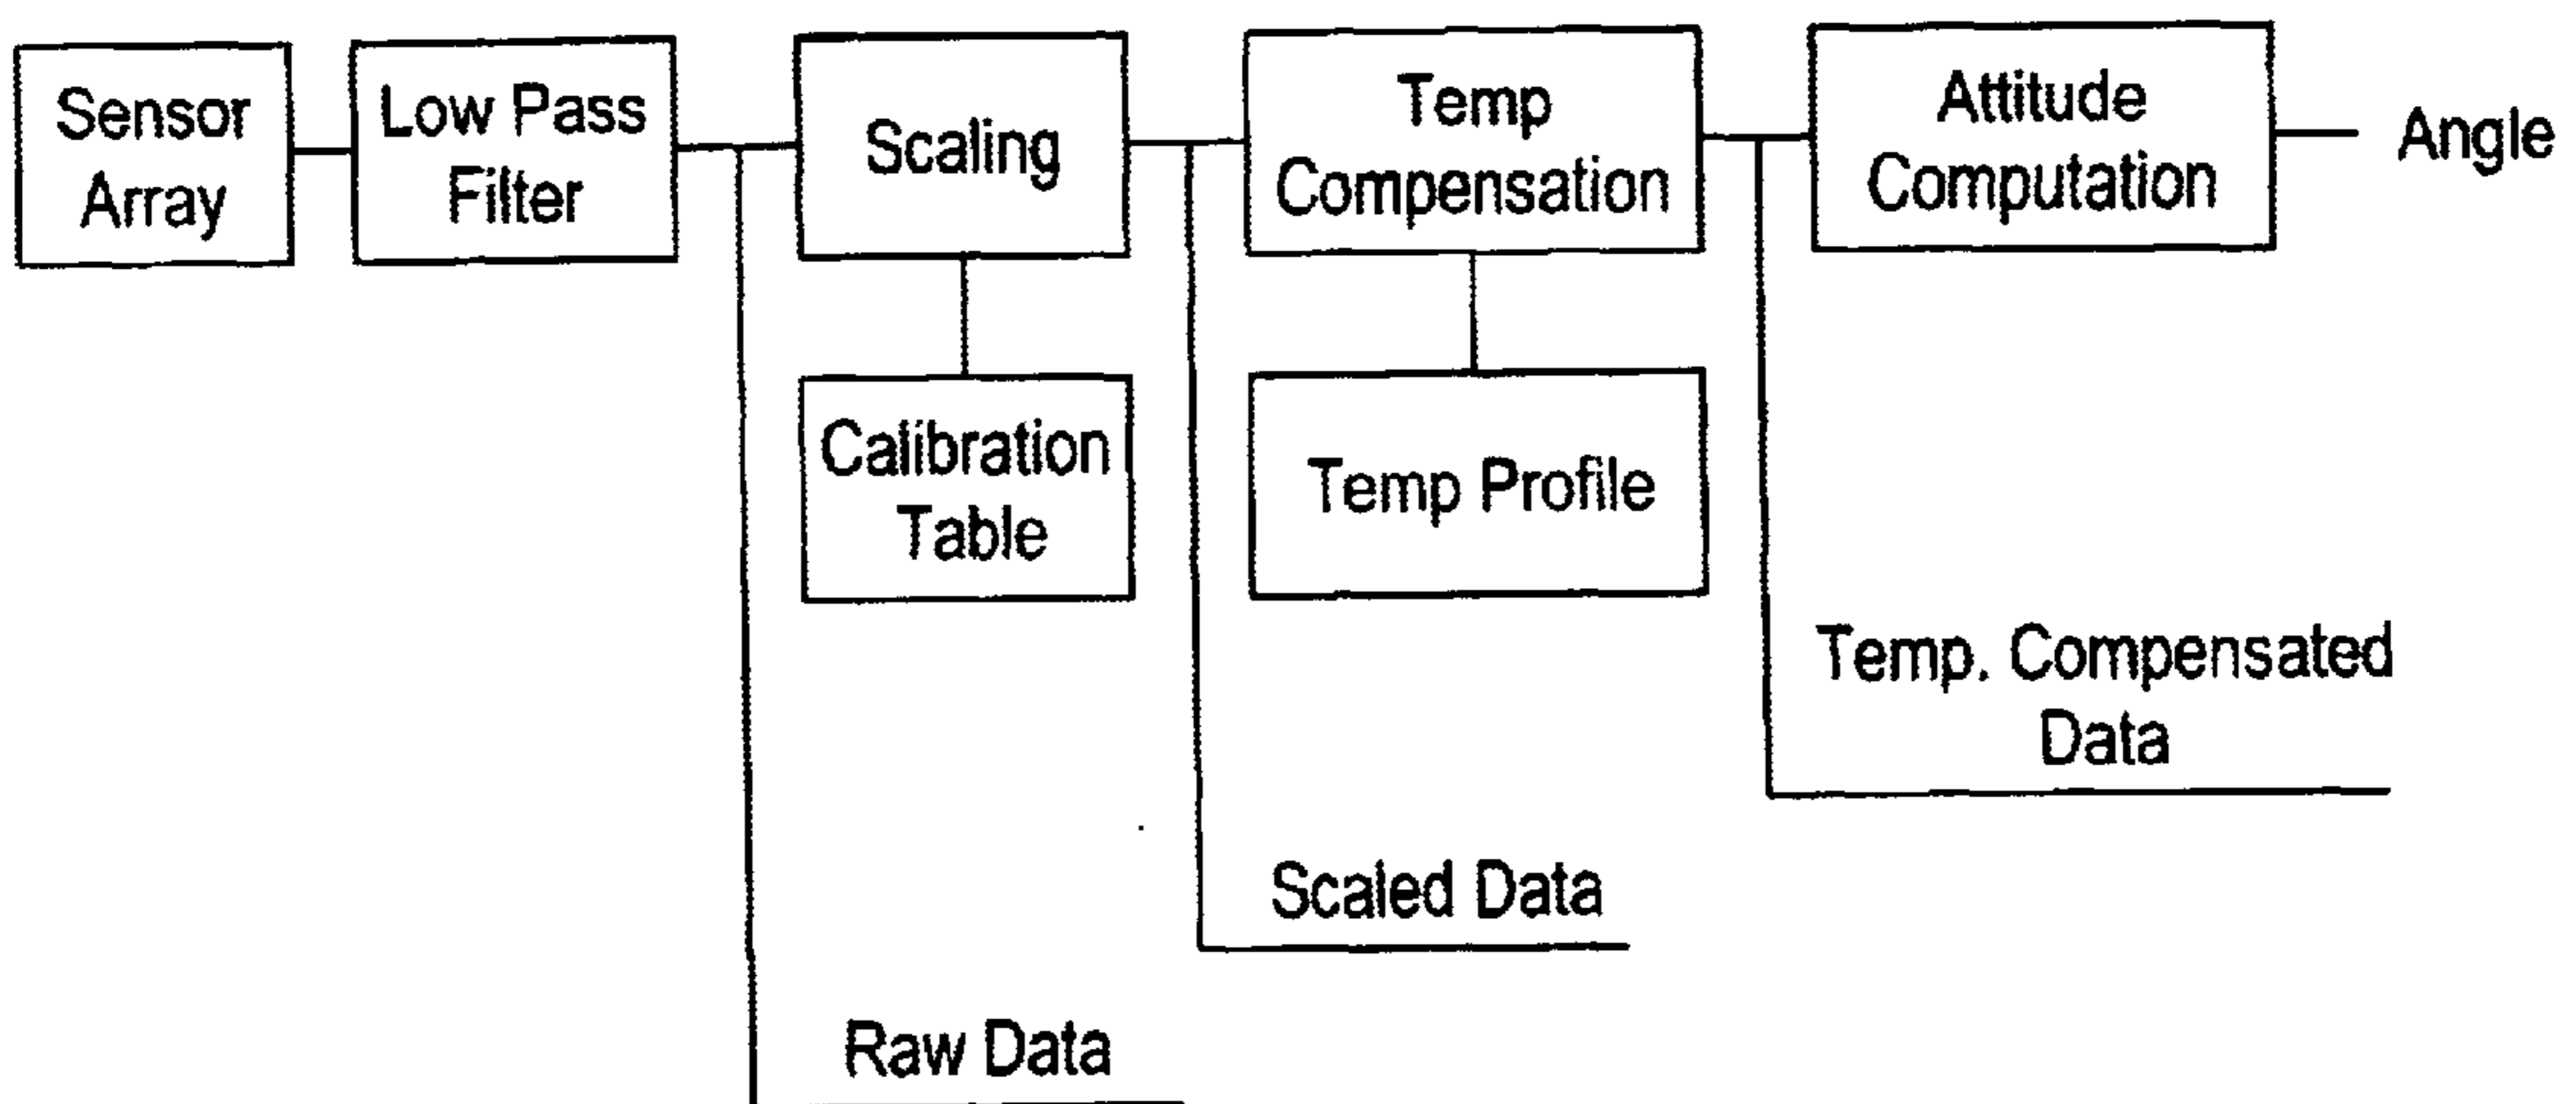 Sensor
Array
Low Pass
Filter
Scaling
Temp
Compensation
Attitude
Computation
Angle
Calibration
Table
Temp Profile
Temp. Compensated
Data
Scaled Data
Raw Data